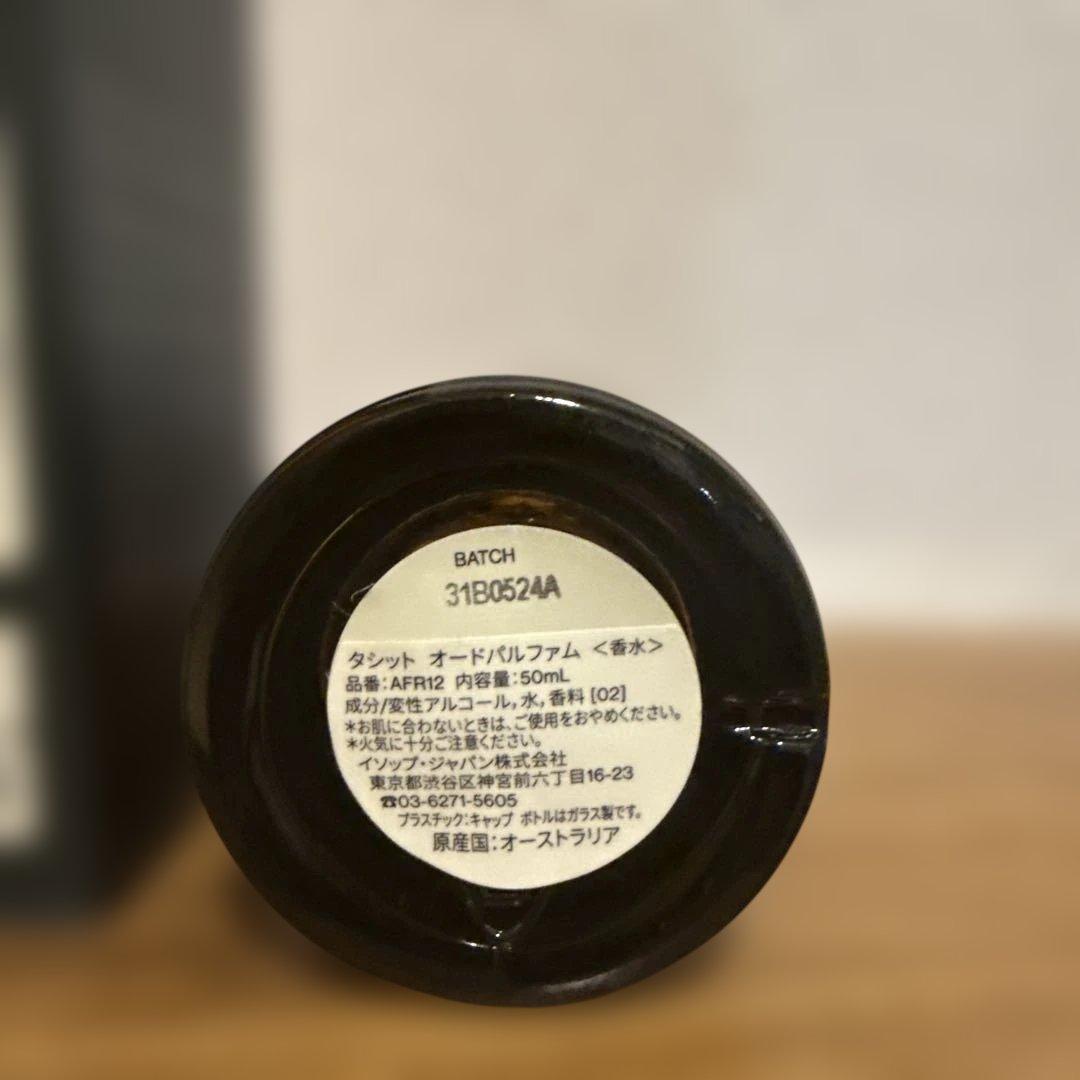 BATCH
31B0524A
タシット オードパルファム <香水>
品番:AFR12 内容量:50mL
成分/変性アルコール,水,香料 [02]
*お肌に合わないときは、ご使用をおやめください。
*火気に十分ご注意ください。
イソップ・ジャパン株式会社
東京都渋谷区神宮前六丁目16-23
☎03-6271-5605
プラスチック:キャップ ボトルはガラス製です。
原産国:オーストラリア